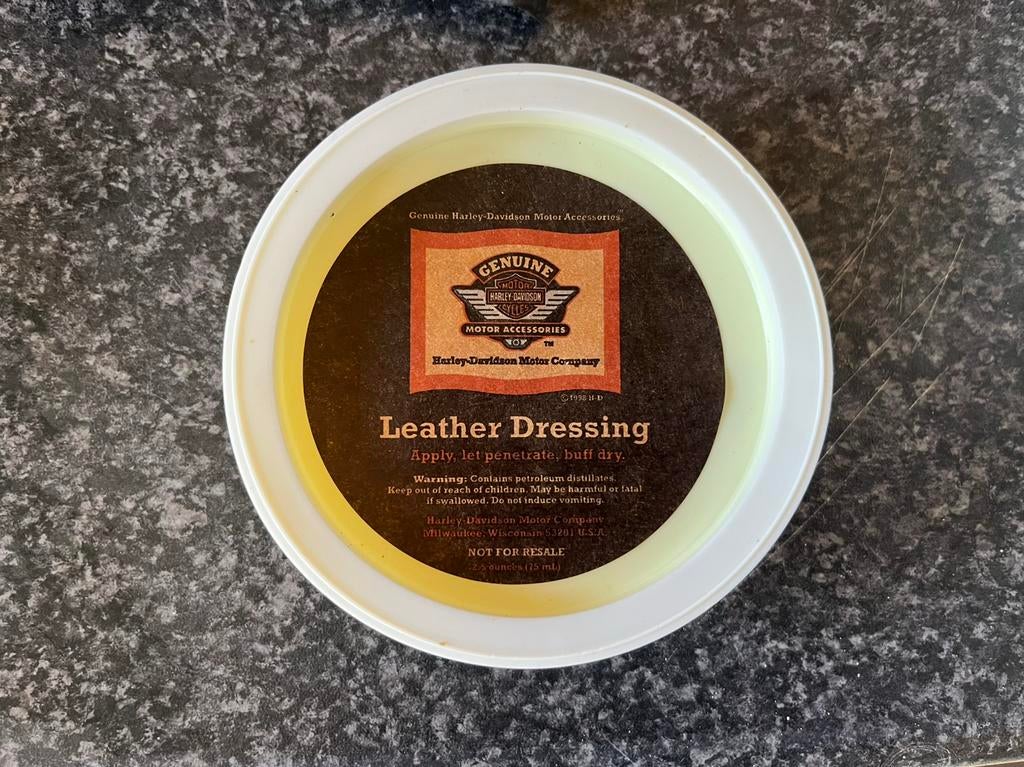 Genuine Harley-Davidson Motor Accessories
GENUINE
MOTOR
HARLEY-DAVIDSON
CYCLES
MOTOR ACCESSORIES
TM
Harley-Davidson Motor Company
© 1998 H-D
Leather Dressing
Apply, let penetrate, buff dry.
Warning: Contains petroleum distillates.
Keep out of reach of children. May be harmful or fatal
if swallowed. Do not induce vomiting.
Harley-Davidson Motor Company
Milwaukee, Wisconsin 53201 U.S.A.
NOT FOR RESALE
2.5 ounces (75 mL)